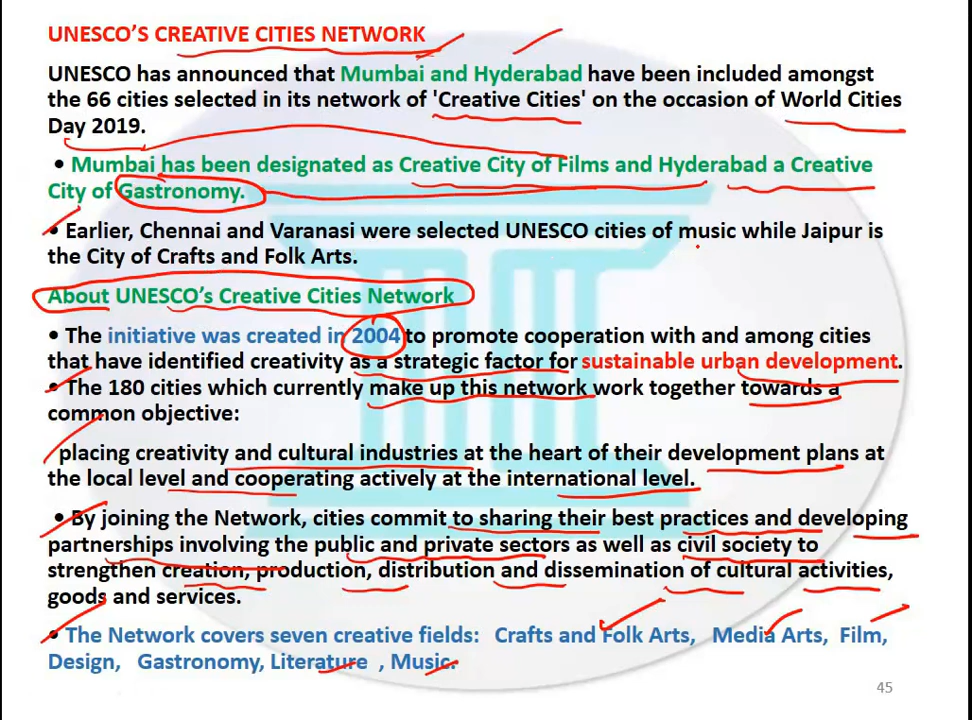 UNESCO'S CREATIVE CITIES NETWORK
UNESCO has announced that Mumbai and Hyderabad have been included amongst
the 66 cities selected in its network of 'Creative Cities' on the occasion of World Cities
Day 2019.
• Mumbai has been designated as Creative City of Films and Hyderabad a Creative
City of Gastronomy.
• Earlier, Chennai and Varanasi were selected UNESCO cities of music while Jaipur is
the City of Crafts and Folk Arts.
About UNESCO's Creative Cities Network
• The initiative was created in 2004 to promote cooperation with and among cities
that have identified creativity as a strategic factor for sustainable urban development.
• The 180 cities which currently make up this network work together towards a
common objective:
placing creativity and cultural industries at the heart of their development plans at
the local level and cooperating actively at the international level.
• By joining the Network, cities commit to sharing their best practices and developing
partnerships involving the public and private sectors as well as civil society to
strengthen creation, production, distribution and dissemination of cultural activities,
goods and services.
• The Network covers seven creative fields: Crafts and Folk Arts, Media Arts, Film,
Design, Gastronomy, Literature , Music.
45